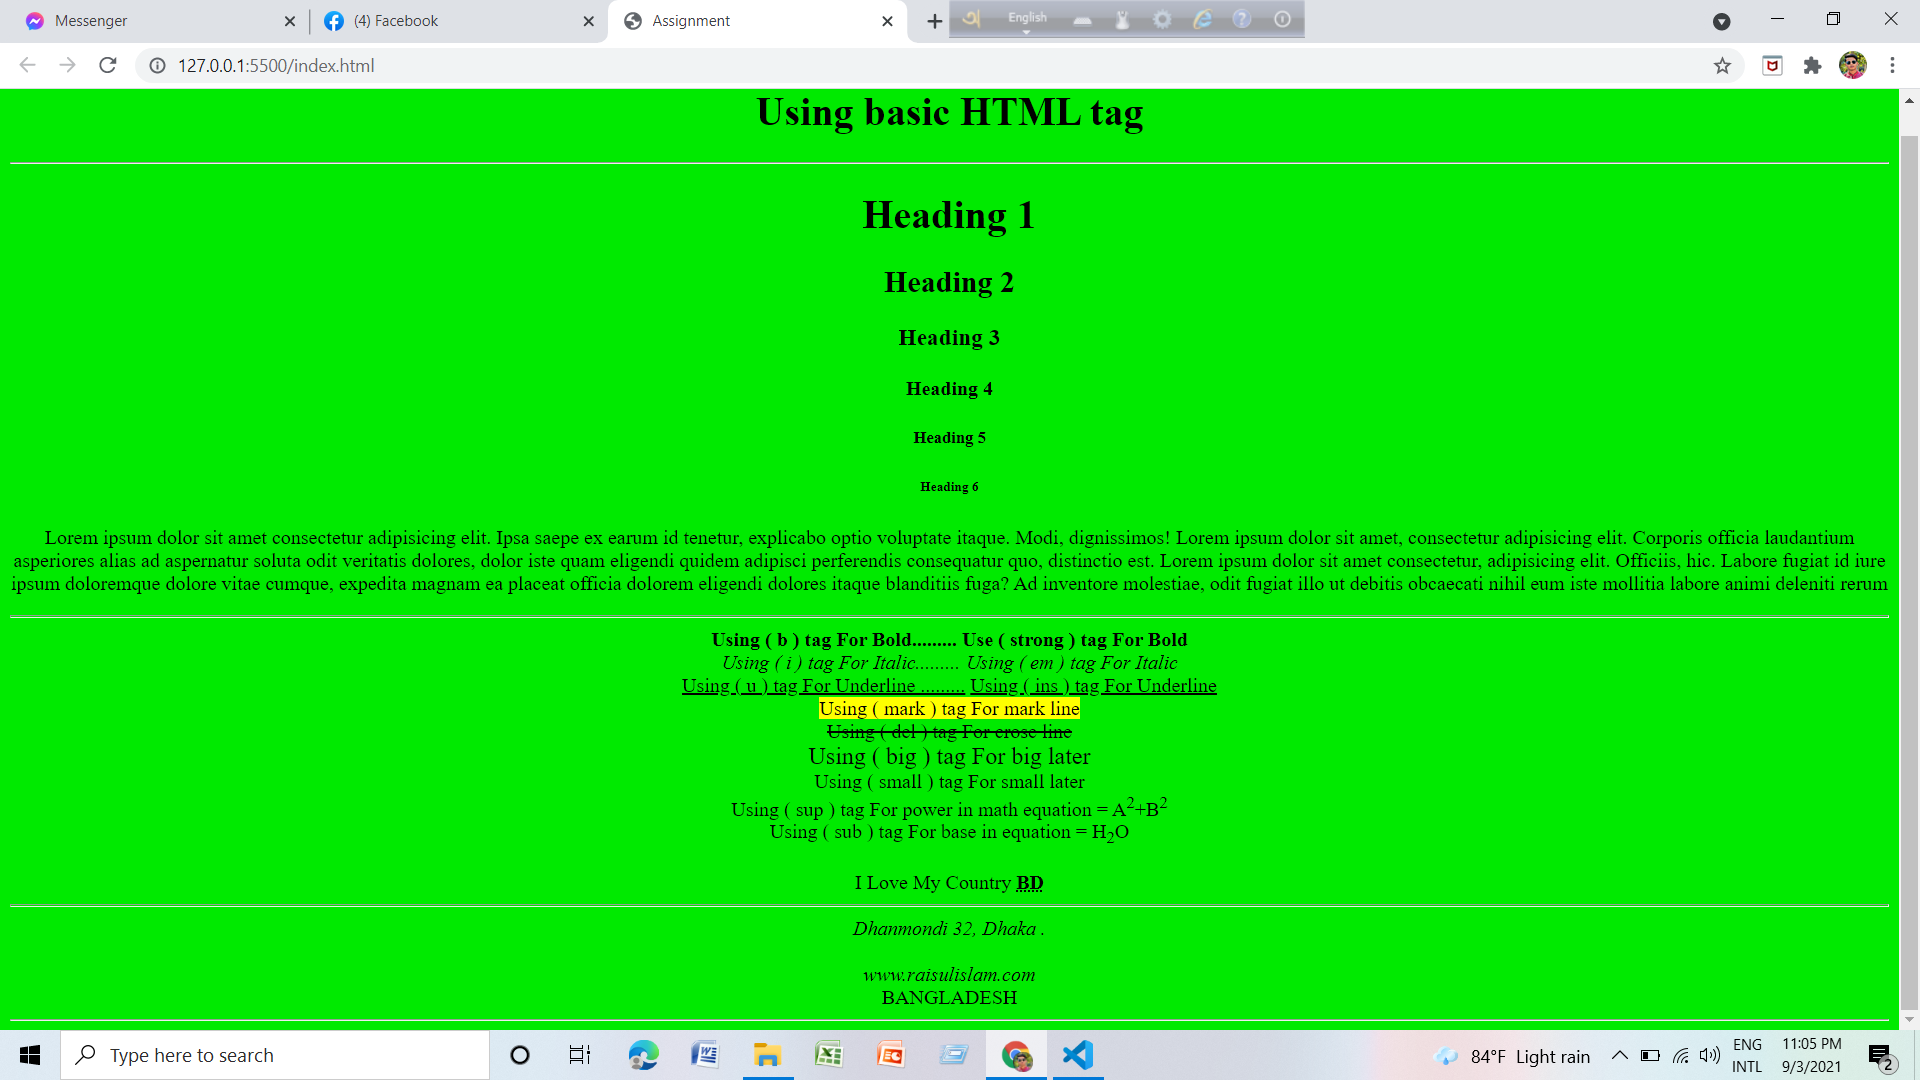 Messenger
(4) Facebook
Assignment
English
127.0.0.1:5500/index.html
Using basic HTML tag
Heading 1
Heading 2
Heading 3
Heading 4
Heading 5
Heading 6
Lorem ipsum dolor sit amet consectetur adipisicing elit. Ipsa saepe ex earum id tenetur, explicabo optio voluptate itaque. Modi, dignissimos! Lorem ipsum dolor sit amet, consectetur adipisicing elit. Corporis officia laudantium
asperiores alias ad aspernatur soluta odit veritatis dolores, dolor iste quam eligendi quidem adipisci perferendis consequatur quo, distinctio est. Lorem ipsum dolor sit amet consectetur, adipisicing elit. Officiis, hic. Labore fugiat id iure
ipsum doloremque dolore vitae cumque, expedita magnam ea placeat officia dolorem eligendi dolores itaque blanditiis fuga? Ad inventore molestiae, odit fugiat illo ut debitis obcaecati nihil eum iste mollitia labore animi deleniti rerum
Using ( b ) tag For Bold......... Use ( strong ) tag For Bold
Using ( i ) tag For Italic......... Using ( em ) tag For Italic
Using ( u ) tag For Underline ......... Using ( ins ) tag For Underline
Using ( mark ) tag For mark line
Using ( del ) tag For crose line
Using ( big ) tag For big later
Using ( small ) tag For small later
Using ( sup ) tag For power in math equation = A²+B²
Using ( sub ) tag For base in equation = H₂O
I Love My Country BD
Dhanmondi 32, Dhaka .
www.raisulislam.com
BANGLADESH
Type here to search
84°F Light rain
ENG
INTL
11:05 PM
9/3/2021
2